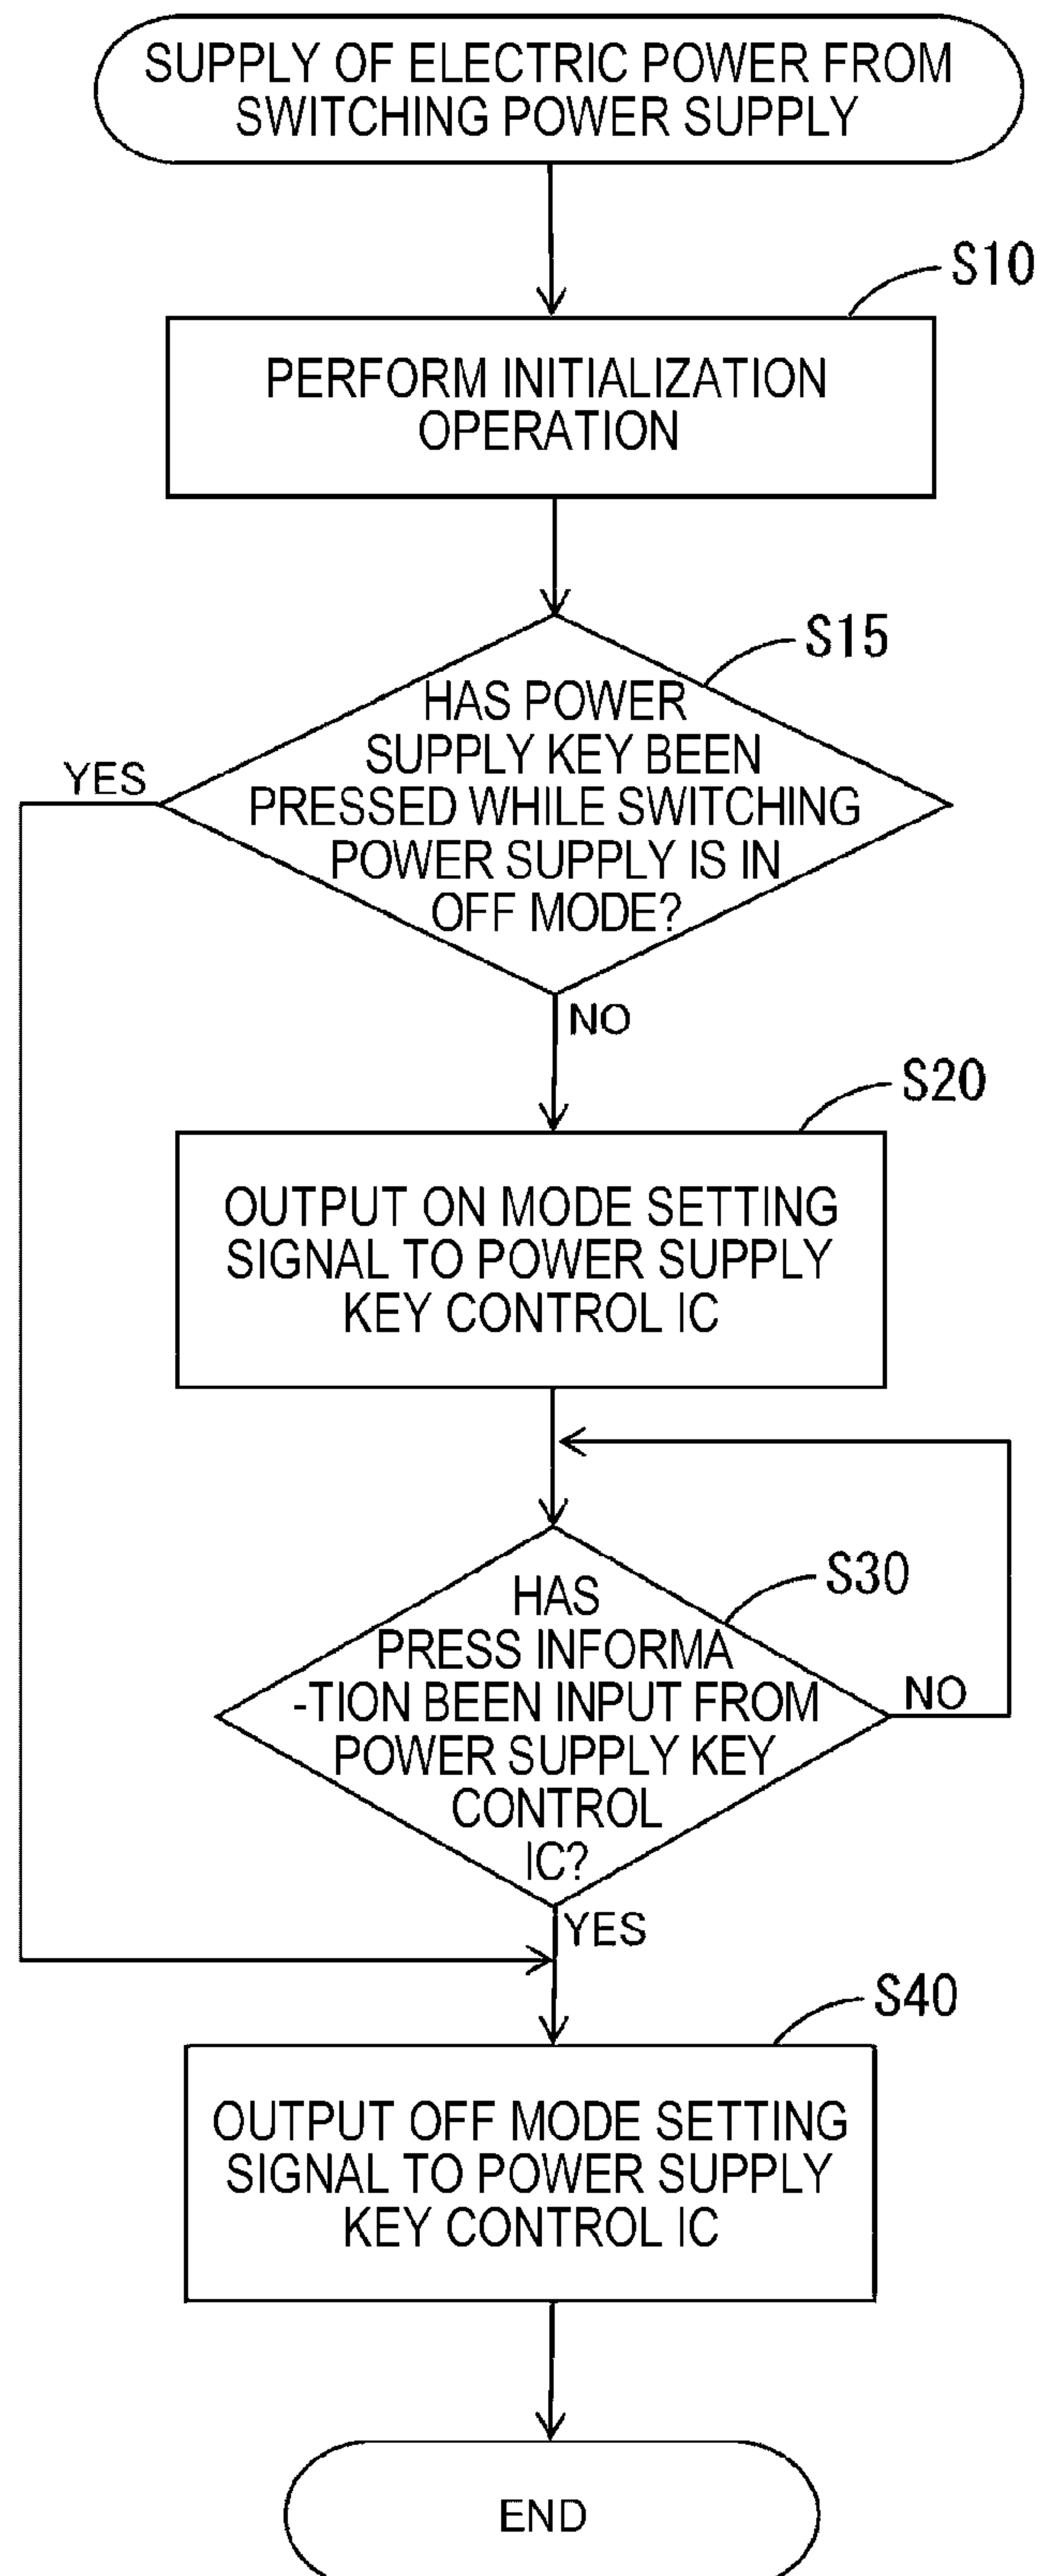 SUPPLY OF ELECTRIC POWER FROM
SWITCHING POWER SUPPLY
S10
PERFORM INITIALIZATION
OPERATION
S15
HAS POWER
SUPPLY KEY BEEN
PRESSED WHILE SWITCHING
POWER SUPPLY IS IN
OFF MODE?
YES
NO
S20
OUTPUT ON MODE SETTING
SIGNAL TO POWER SUPPLY
KEY CONTROL IC
S30
HAS
PRESS INFORMA
-TION BEEN INPUT FROM
POWER SUPPLY KEY
CONTROL
IC?
NO
YES
S40
OUTPUT OFF MODE SETTING
SIGNAL TO POWER SUPPLY
KEY CONTROL IC
END